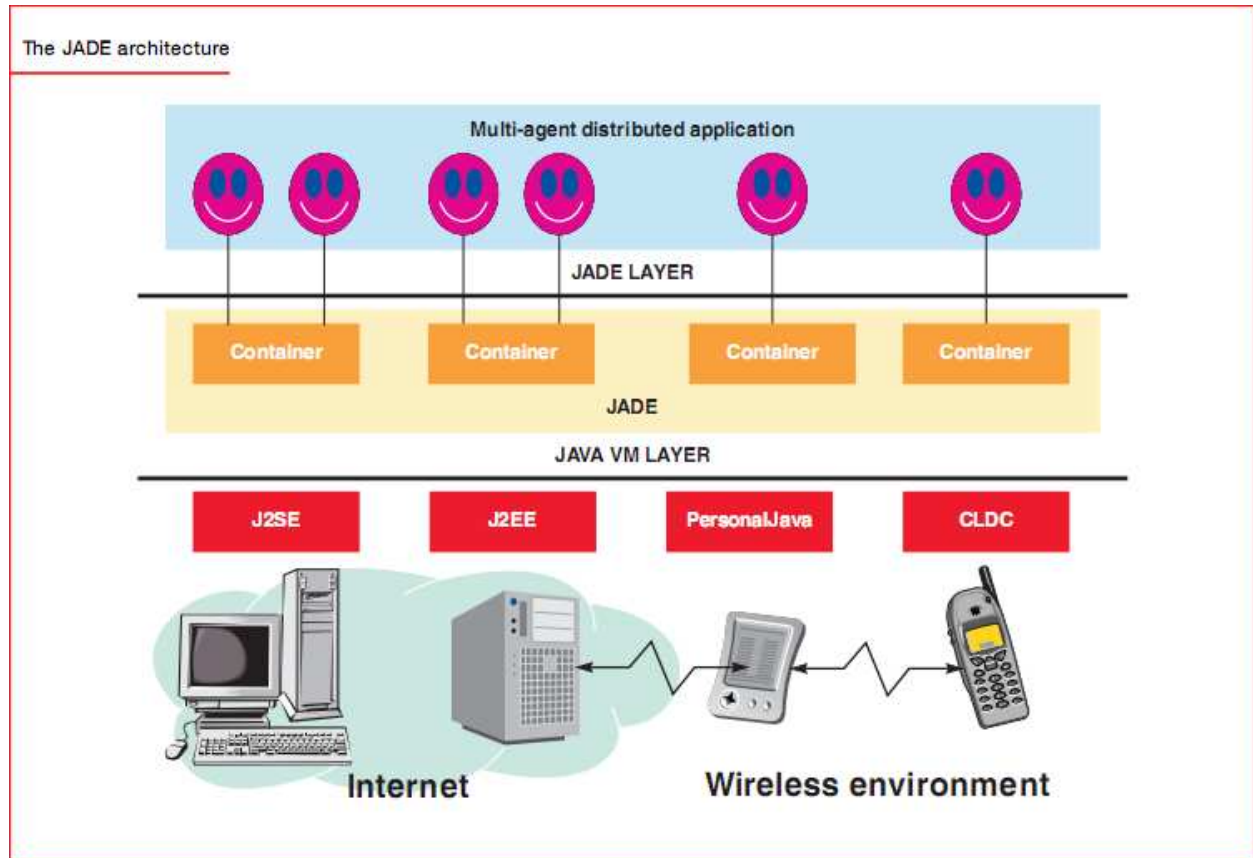 The JADE architecture
Multi-agent distributed application
JADE LAYER
Container
Container
Container
Container
JADE
JAVA VM LAYER
J2SE
J2EE
PersonalJava
CLDC
Internet
Wireless environment